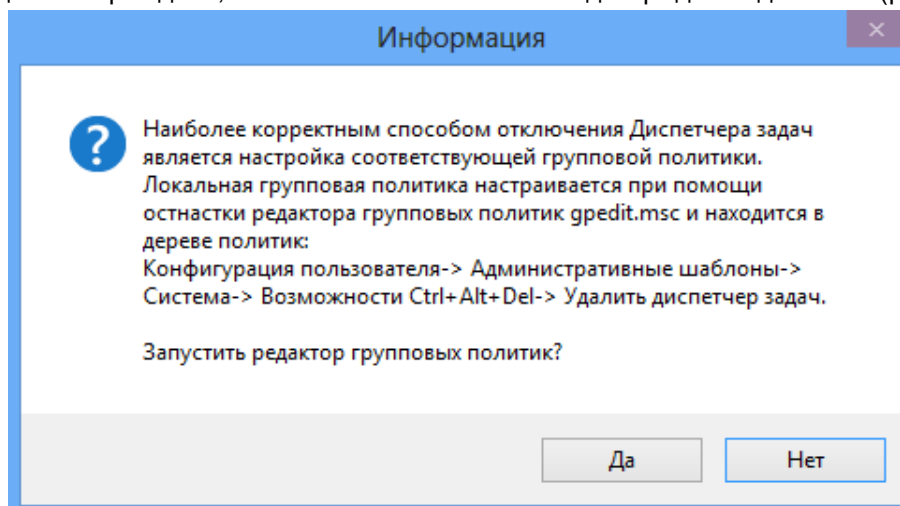 Информация
Наиболее корректным способом отключения Диспетчера задач
является настройка соответствующей групповой политики.
Локальная групповая политика настраивается при помощи
остнастки редактора групповых политик gpedit.msc и находится в
дереве политик:
Конфигурация пользователя-> Административные шаблоны->
Система-> Возможности Ctrl+Alt+Del-> Удалить диспетчер задач.
Запустить редактор групповых политик?
Да
Нет